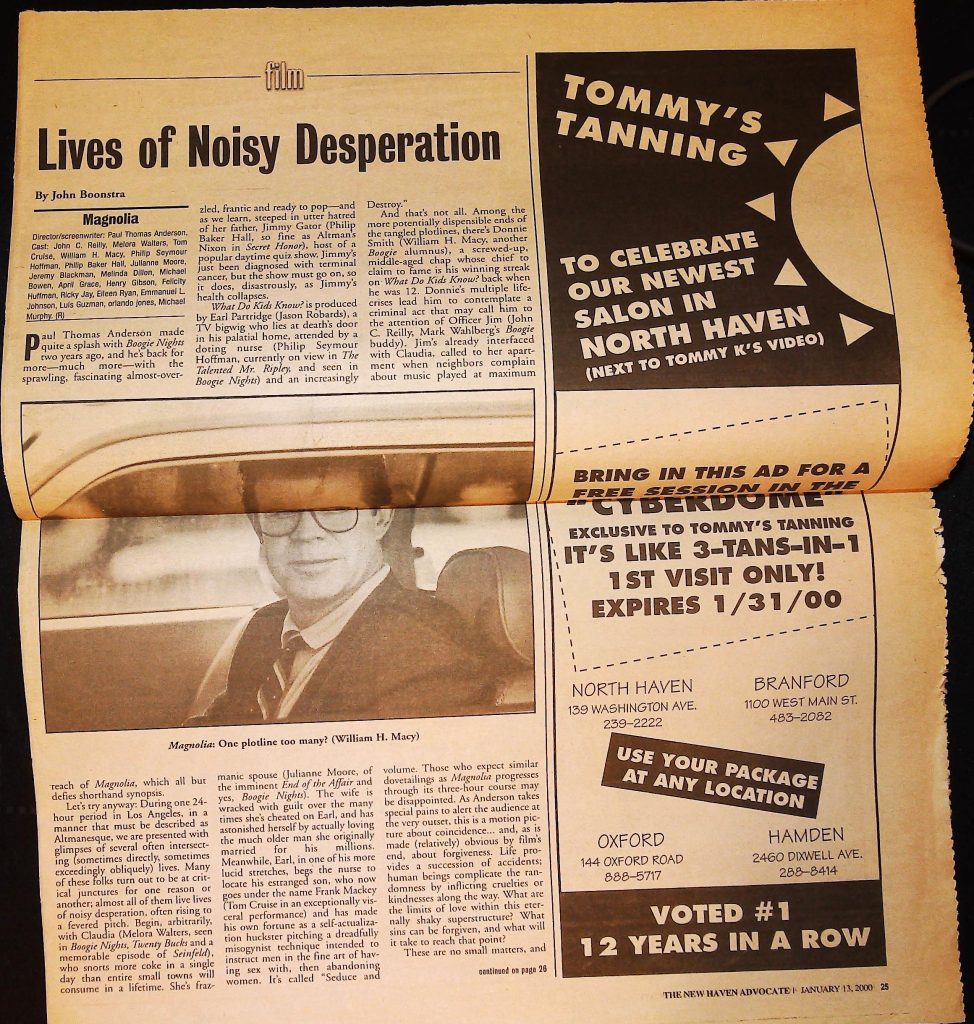 film
Lives of Noisy Desperation
By John Boonstra
Magnolia
Director/screenwriter: Paul Thomas Anderson,
Cast: John C. Reilly, Melora Walters, Tom
Cruise, William H. Macy, Philip Seymour
Hoffman, Philip Baker Hall, Julianne Moore,
Jeremy Blackman, Melinda Dillon, Michael
Bowen, April Grace, Henry Gibson, Felicity
Huffman, Ricky Jay, Eileen Ryan, Emmanuel L.
Johnson, Luis Guzman, orlando jones, Michael
Murphy. (R)
Paul Thomas Anderson made
quite a splash with Boogie Nights
two years ago, and he's back for
more—much more—with the
sprawling, fascinating almost-over-
reach of Magnolia, which all but
defies shorthand synopsis.
Let's try anyway: During one 24-
hour period in Los Angeles, in a
manner that must be described as
Altmanesque, we are presented with
glimpses of several often intersect-
ing (sometimes directly, sometimes
exceedingly obliquely) lives. Many
of these folks turn out to be at crit-
ical junctures for one reason or
another; almost all of them live lives
of noisy desperation, often rising to
a fevered pitch. Begin, arbitrarily,
with Claudia (Melora Walters, seen
in Boogie Nights, Twenty Bucks and a
memorable episode of Seinfeld),
who snorts more coke in a single
day than entire small towns will
consume in a lifetime. She's fraz-
zled, frantic and ready to pop—and
as we learn, steeped in utter hatred
of her father, Jimmy Gator (Philip
Baker Hall, so fine as Altman's
Nixon in Secret Honor), host of a
popular daytime quiz show. Jimmy's
just been diagnosed with terminal
cancer, but the show must go on, so
it does, disastrously, as Jimmy's
health collapses.
What Do Kids Know? is produced
by Earl Partridge (Jason Robards), a
TV bigwig who lies at death's door
in his palatial home, attended by a
doting nurse (Philip Seymour
Hoffman, currently on view in The
Talented Mr. Ripley, and seen in
Boogie Nights) and an increasingly
manic spouse (Julianne Moore, of
the imminent End of the Affair and
yes, Boogie Nights). The wife is
wracked with guilt over the many
times she's cheated on Earl, and has
astonished herself by actually loving
the much older man she originally
married for his millions.
Meanwhile, Earl, in one of his more
lucid stretches, begs the nurse to
locate his estranged son, who now
goes under the name Frank Mackey
(Tom Cruise in an exceptionally vis-
ceral performance) and has made
his own fortune as a self-actualiza-
tion huckster pitching a dreadfully
misogynist technique intended to
instruct men in the fine art of hav-
ing sex with, then abandoning
women. It's called "Seduce and
Destroy."
And that's not all. Among the
more potentially dispensible ends of
the tangled plotlines, there's Donnie
Smith (William H. Macy, another
Boogie alumnus), a screwed-up,
middle-aged chap whose chief to
claim to fame is his winning streak
on What Do Kids Know? back when
he was 12. Donnie's multiple life-
crises lead him to contemplate a
criminal act that may call him to
the attention of Officer Jim (John
C. Reilly, Mark Wahlberg's Boogie
buddy). Jim's already interfaced
with Claudia, called to her apart-
ment when neighbors complain
about music played at maximum
volume. Those who expect similar
dovetailings as Magnolia progresses
through its three-hour course may
be disappointed. As Anderson takes
special pains to alert the audience at
the very outset, this is a motion pic-
ture about coincidence... and, as is
made (relatively) obvious by film's
end, about forgiveness. Life pro-
vides a succession of accidents;
human beings complicate the ran-
domness by inflicting cruelties or
kindnesses along the way. What are
the limits of love within this eter-
nally shaky superstructure? What
sins can be forgiven, and what will
it take to reach that point?
These are no small matters, and
continued on page 26
Magnolia: One plotline too many? (William H. Macy)
TOMMY'S
TANNING
TO CELEBRATE
OUR NEWEST
SALON IN
NORTH HAVEN
(NEXT TO TOMMY K'S VIDEO)
BRING IN THIS AD FOR A
FREE SESSION IN THE
"CYBERDOME"
EXCLUSIVE TO TOMMY'S TANNING
IT'S LIKE 3-TANS-IN-1
1ST VISIT ONLY!
EXPIRES 1/31/00
NORTH HAVEN
139 WASHINGTON AVE.
239-2222
BRANFORD
1100 WEST MAIN ST.
483-2082
USE YOUR PACKAGE
AT ANY LOCATION
OXFORD
144 OXFORD ROAD
888-5717
HAMDEN
2460 DIXWELL AVE.
288-8414
VOTED #1
12 YEARS IN A ROW
THE NEW HAVEN ADVOCATE JANUARY 13, 2000 25